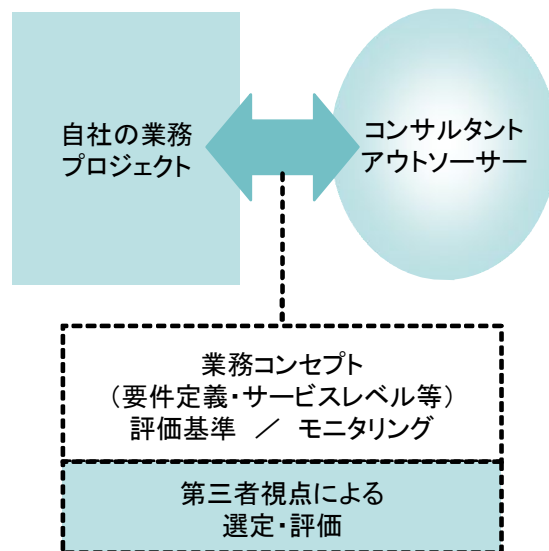 自社の業務
プロジェクト
コンサルタント
アウトソーサー
業務コンセプト
（要件定義・サービスレベル等）
評価基準　／　モニタリング
第三者視点による
選定・評価